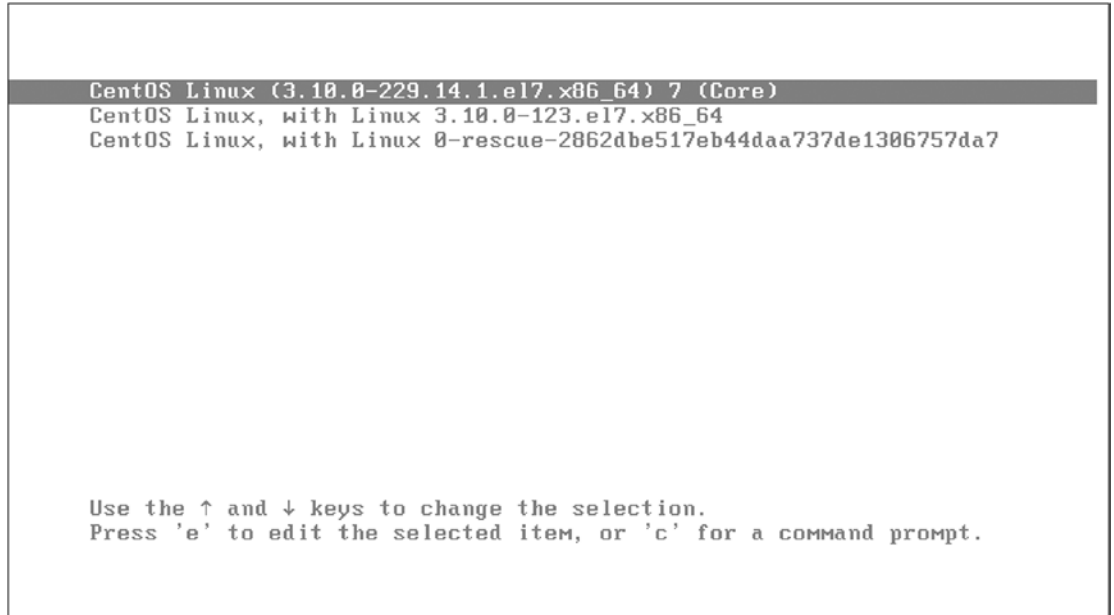 CentOS Linux (3.10.0-229.14.1.el7.x86_64) 7 (Core)
CentOS Linux, with Linux 3.10.0-123.el7.x86_64
CentOS Linux, with Linux 0-rescue-2862dbe517eb44daa737de1306757da7
Use the ↑ and ↓ keys to change the selection.
Press 'e' to edit the selected item, or 'c' for a command prompt.